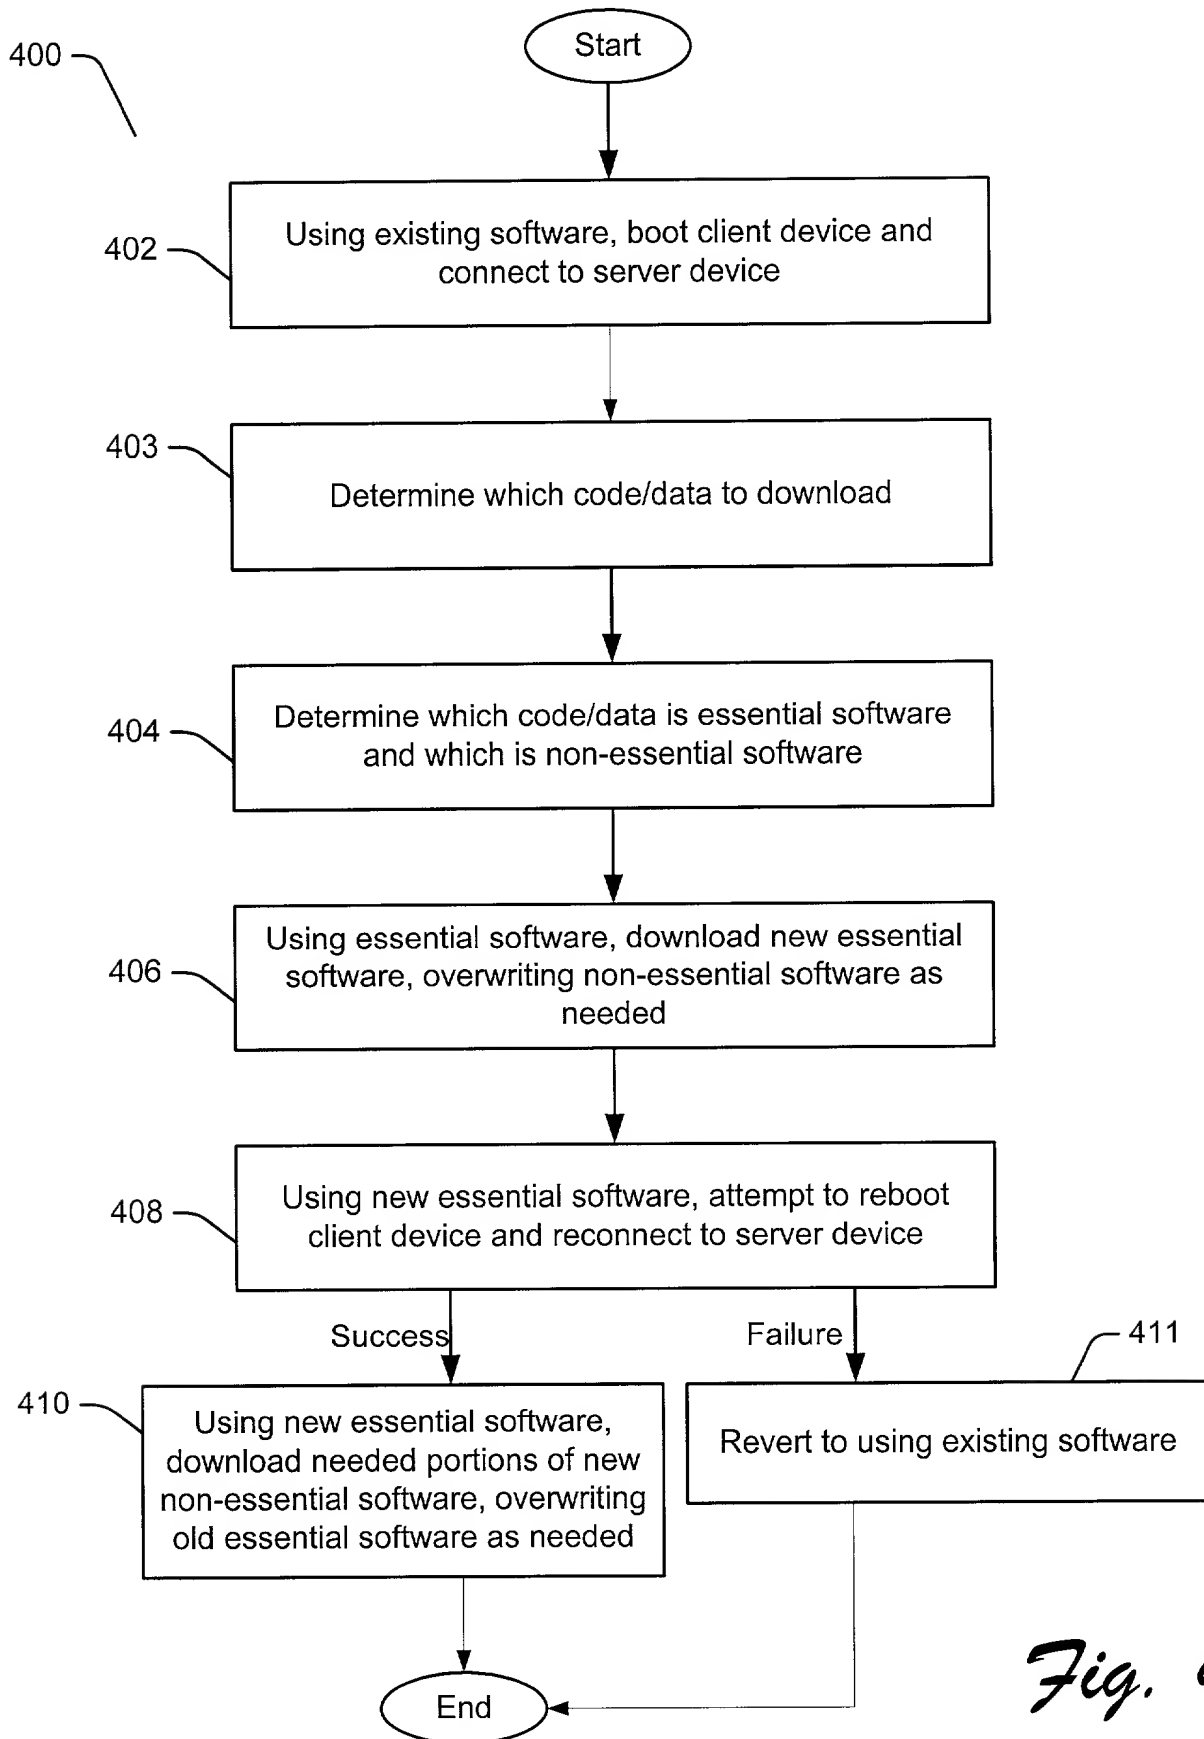 Start
400
Using existing software, boot client device and
connect to server device
402
403
Determine which code/data to download
Determine which code/data is essential software
and which is non-essential software
404
Using essential software, download new essential
software, overwriting non-essential software as
needed
406
Using new essential software, attempt to reboot
client device and reconnect to server device
408
Success
Failure
411
410
Using new essential software,
download needed portions of new
non-essential software, overwriting
old essential software as needed
Revert to using existing software
End
Fig.